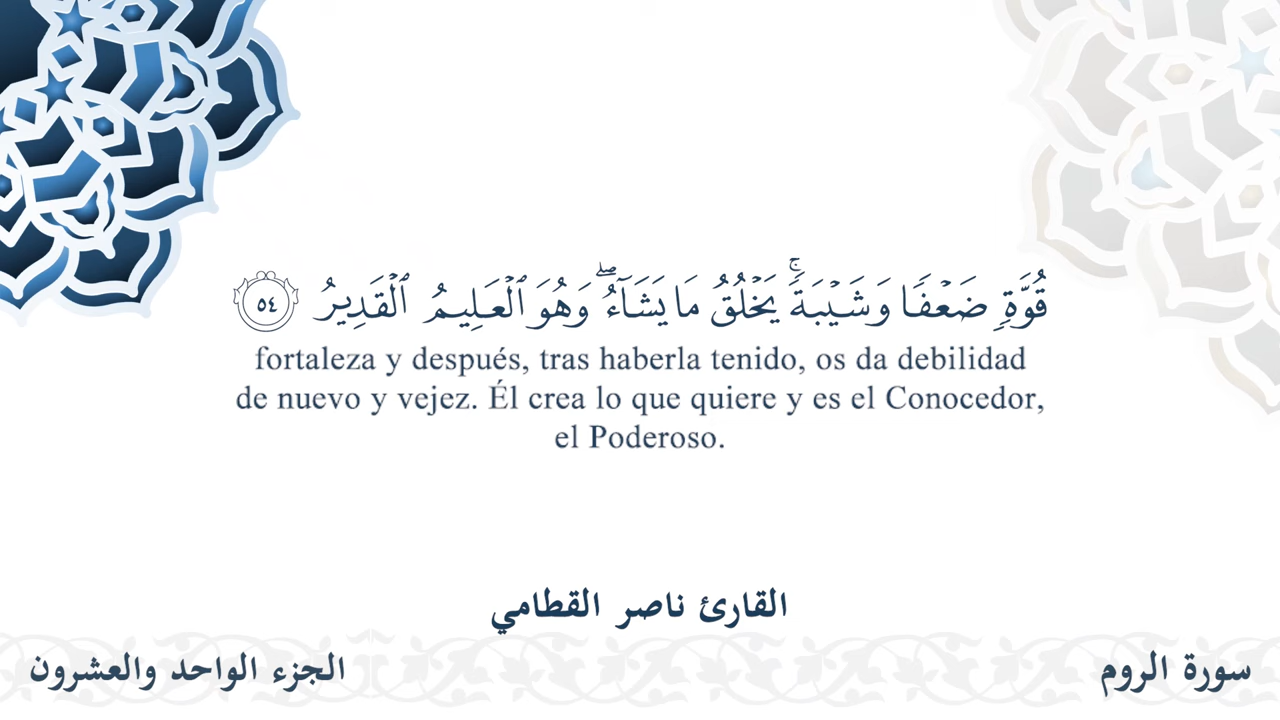 قُوَّةٖ ضَعۡفٗا وَشَيۡبَةٗۚ يَخۡلُقُ مَا يَشَآءُۖ وَهُوَ ٱلۡعَلِيمُ ٱلۡقَدِيرُ ٥٤
fortaleza y después, tras haberla tenido, os da debilidad
de nuevo y vejez. Él crea lo que quiere y es el Conocedor,
el Poderoso.
القارئ ناصر القطامي
سورة الروم
الجزء الواحد والعشرون